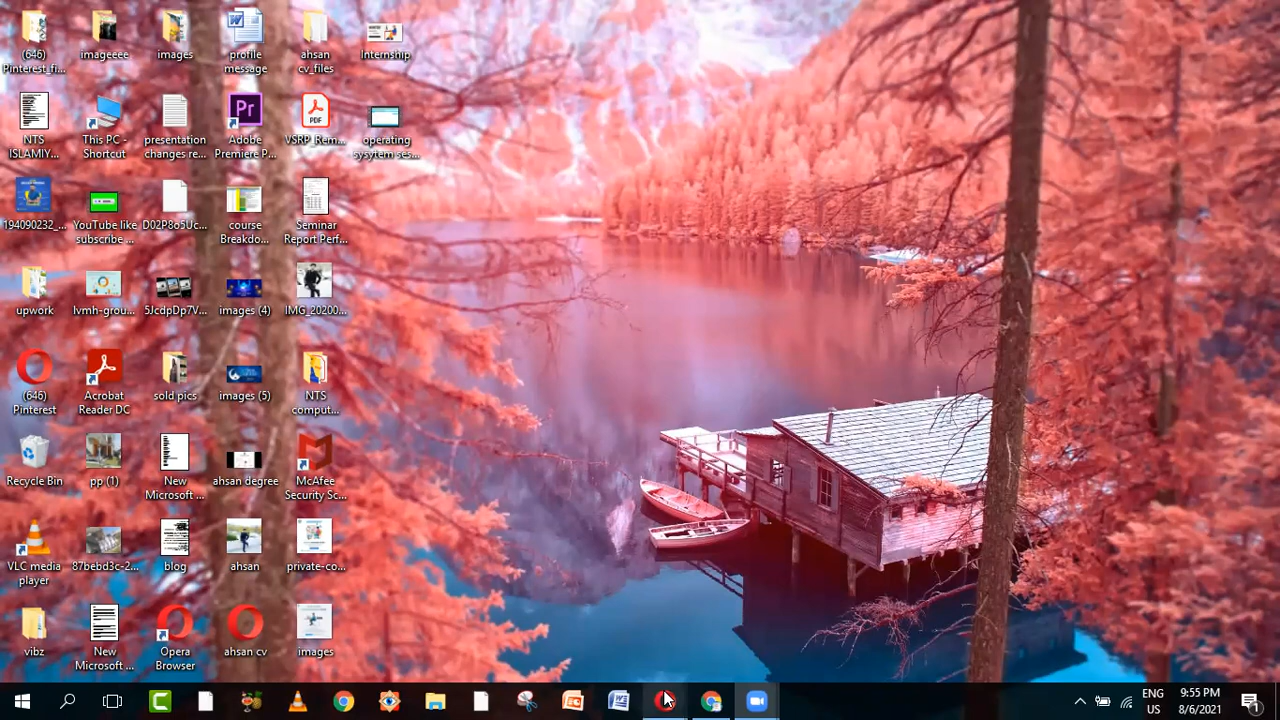 (646)
Pinterest_fi...
imageeee
images
profile
message
ahsan
cv_files
Internship
NTS
ISLAMIY...
This PC -
Shortcut
presentation
changes re...
Adobe
Premiere P...
VSRP_Rem...
operating
sysytem ses...
194090232_...
YouTube like
subscribe ...
D02P8o5Uc...
course
Breakdo...
Seminar
Report Perf...
upwork
lvmh-grou...
5JcdpDp7V...
images (4)
IMG_20200...
(646)
Pinterest
Acrobat
Reader DC
sold pics
images (5)
NTS
comput...
Recycle Bin
pp (1)
New
Microsoft ...
ahsan degree
McAfee
Security Sc...
VLC media
player
87bebd3c-2...
blog
ahsan
private-co...
vibz
New
Microsoft ...
Opera
Browser
ahsan cv
images
Pr
PDF
ENG
US
9:55 PM
8/6/2021
1